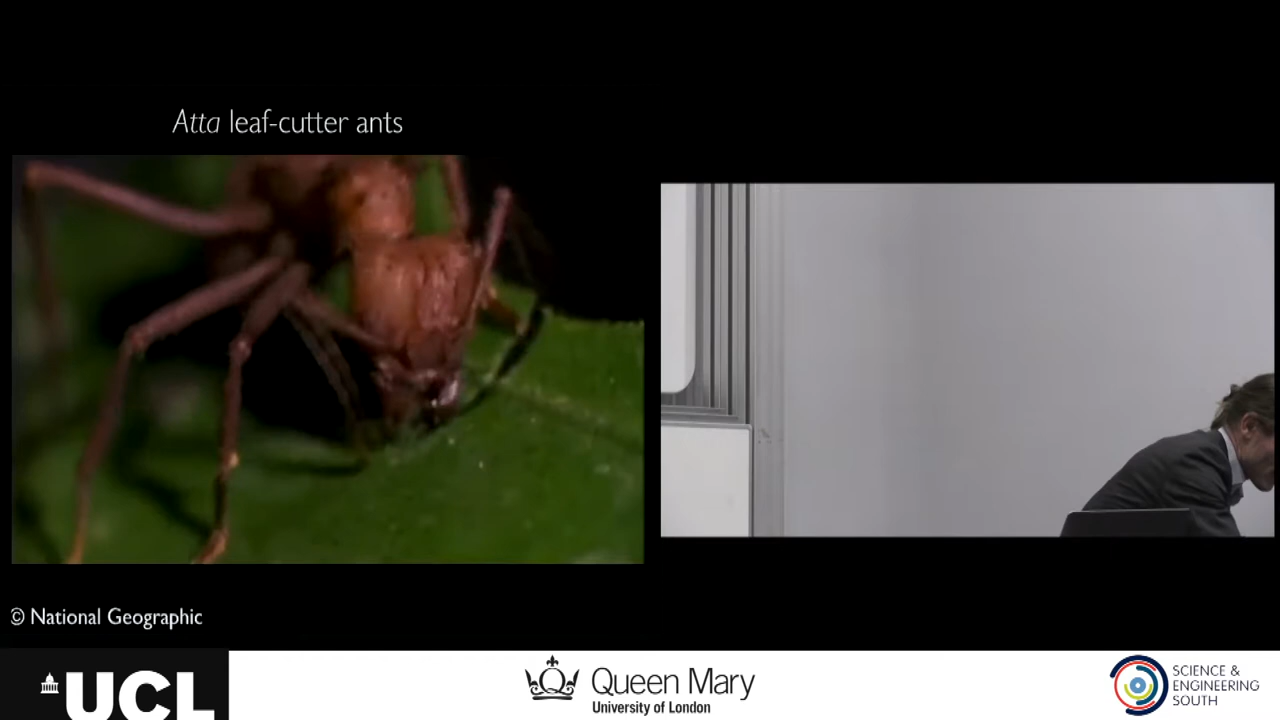 Atta leaf-cutter ants
© National Geographic
UCL
Queen Mary
University of London
SCIENCE &
ENGINEERING
SOUTH